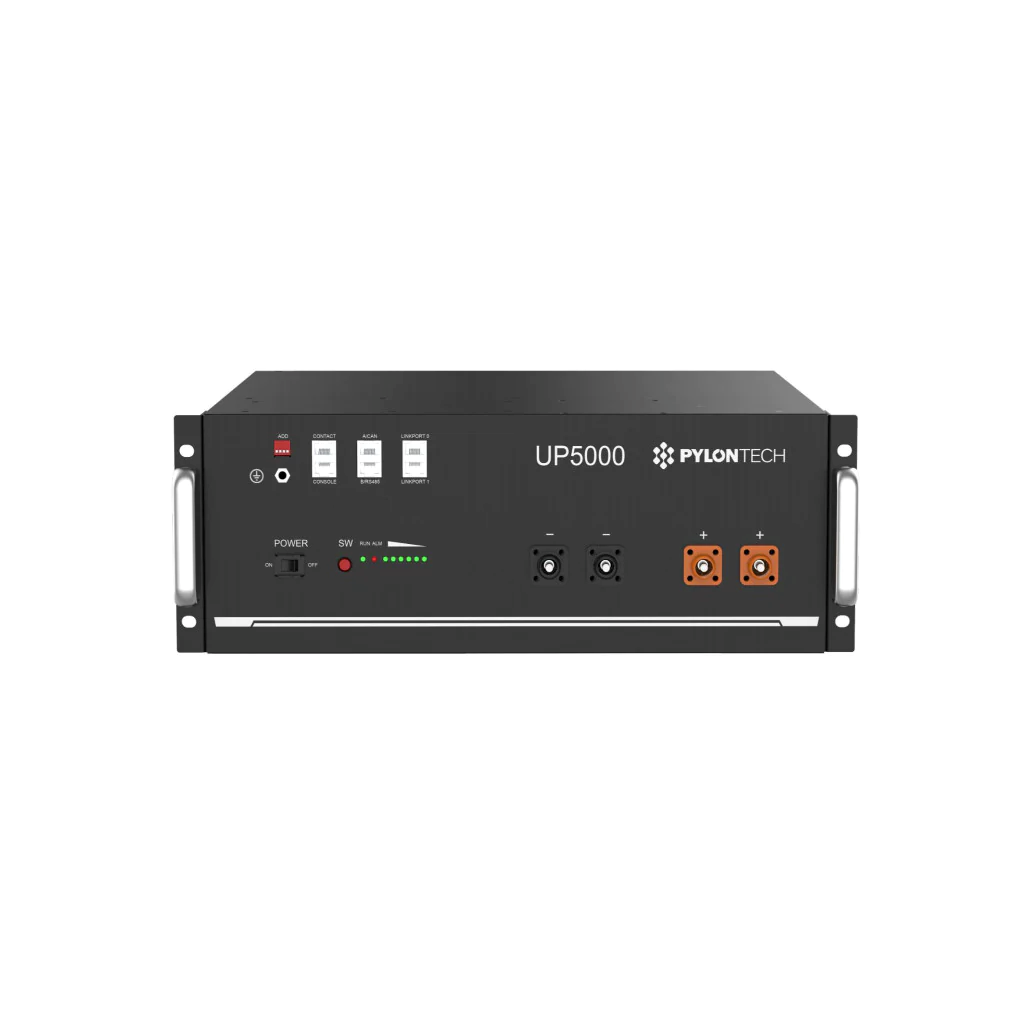 ADD
CONTACT
A/CAN
LINKPORT 0
CONSOLE
B/RS485
LINKPORT 1
UP5000
PYLONTECH
POWER
ON
OFF
SW
RUN ALM
− − + +